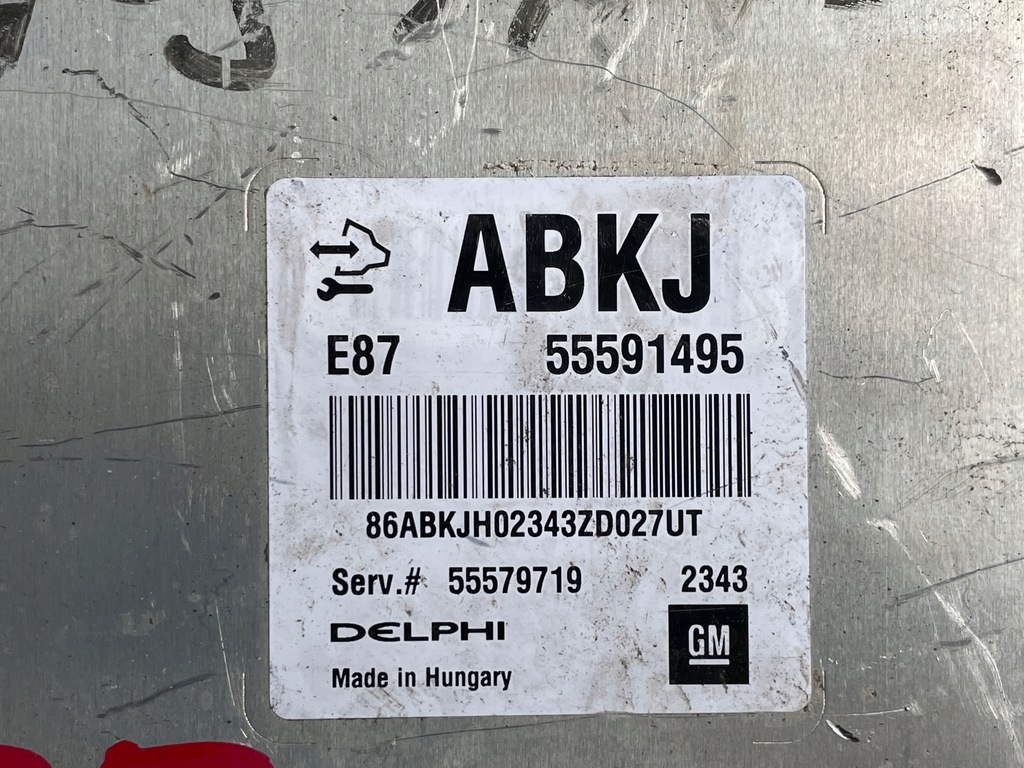 ABKJ
E87 55591495
86ABKJH02343ZD027UT
Serv.# 55579719 2343
DELPHI
GM
Made in Hungary